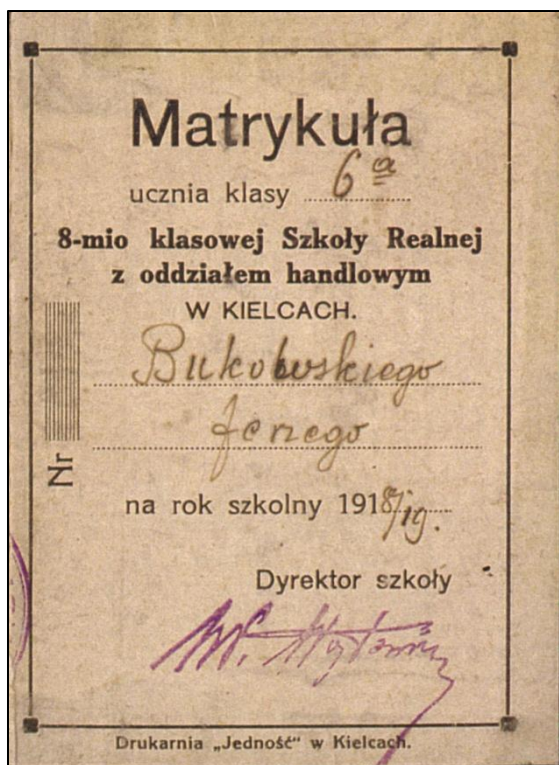 Matrykuła
ucznia klasy 6a
8-mio klasowej Szkoły Realnej
z oddziałem handlowym
W KIELCACH.
Bukowskiego
Jerzego
Nr
na rok szkolny 1918/19.
Dyrektor szkoły
W.
Drukarnia „Jedność” w Kielcach.